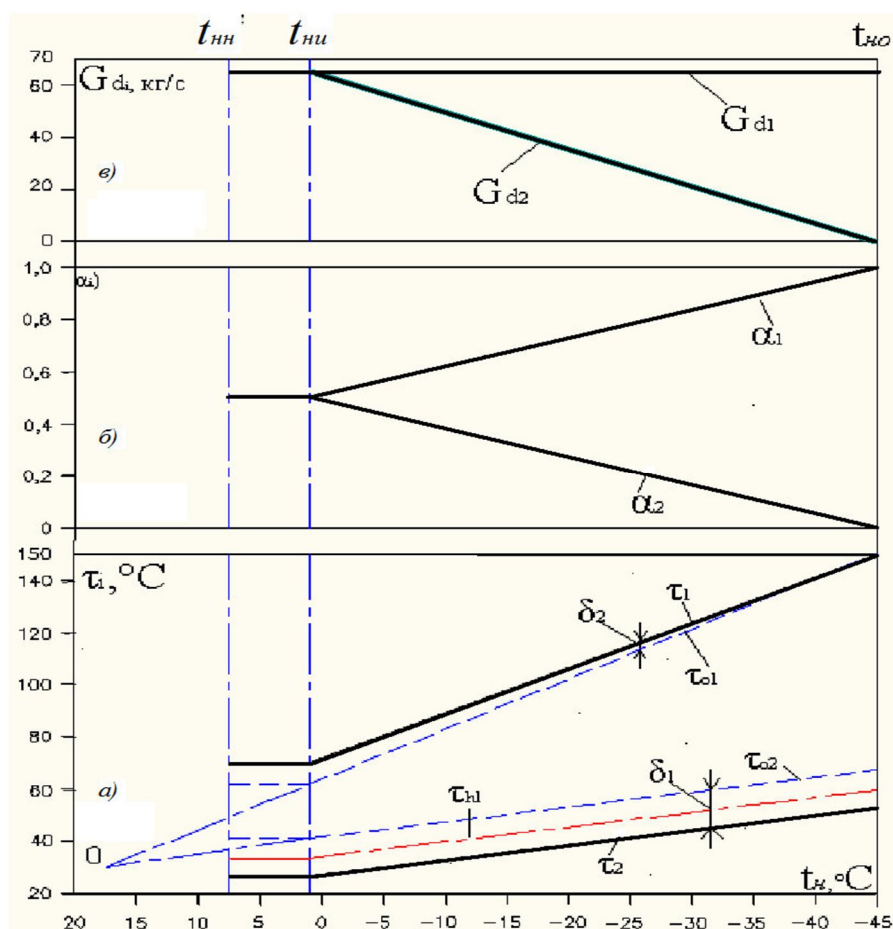 tнн' tни tно
70
60
40
20
0
Gdi, кг/с
Gd1
Gd2
в)
1,0
0,8
0,6
0,4
0,2
0
αi)
α1
α2
б)
150
140
120
100
80
60
40
20
τi, °C
δ2
τ1
τo1
а)
δ1
τo2
τh1
τ2
0
tн, °C
20 15 10 5 0 -5 -10 -15 -20 -25 -30 -35 -40 -45